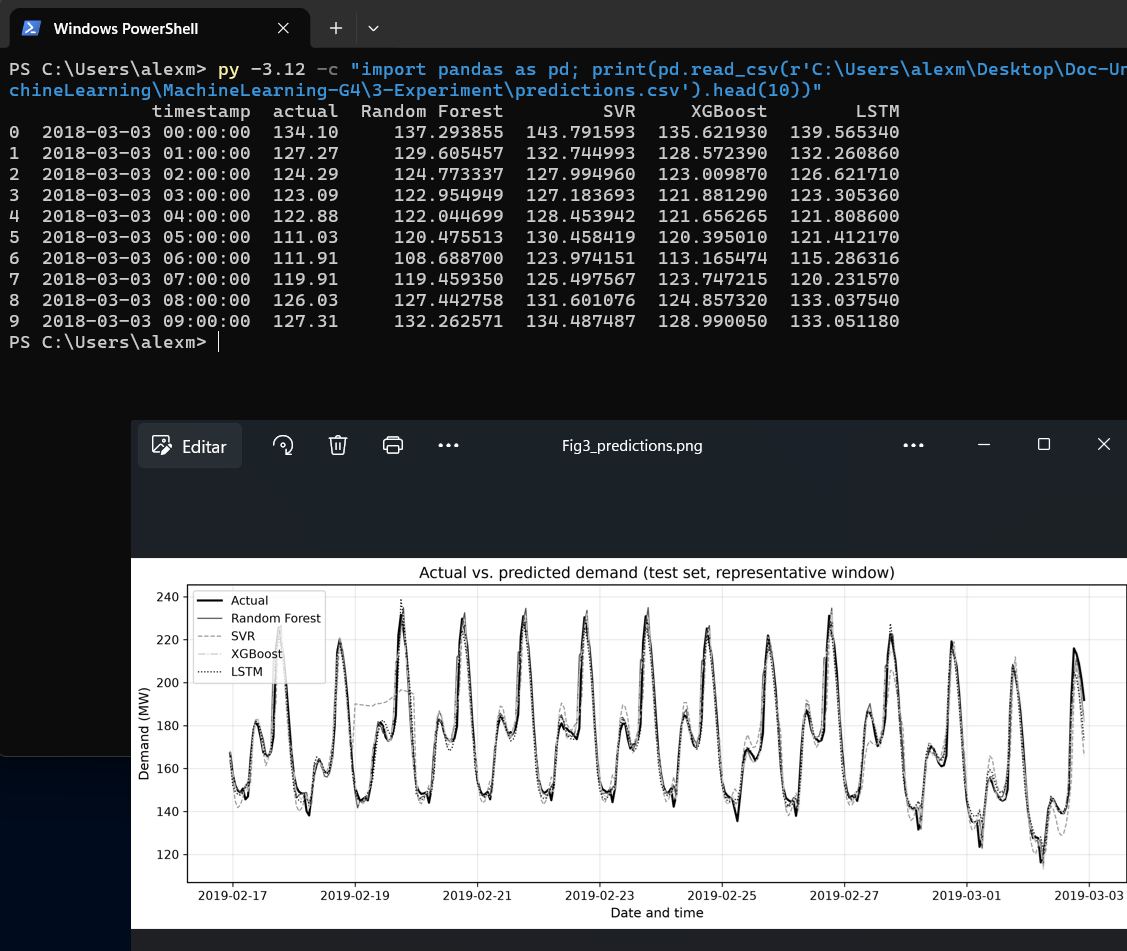 Windows PowerShell
PS C:\Users\alexm> py -3.12 -c "import pandas as pd; print(pd.read_csv(r'C:\Users\alexm\Desktop\Doc-Un
chineLearning\MachineLearning-G4\3-Experiment\predictions.csv').head(10))"
timestamp actual Random Forest SVR XGBoost LSTM
0 2018-03-03 00:00:00 134.10 137.293855 143.791593 135.621930 139.565340
1 2018-03-03 01:00:00 127.27 129.605457 132.744993 128.572390 132.260860
2 2018-03-03 02:00:00 124.29 124.773337 127.994960 123.009870 126.621710
3 2018-03-03 03:00:00 123.09 122.954949 127.183693 121.881290 123.305360
4 2018-03-03 04:00:00 122.88 122.044699 128.453942 121.656265 121.808600
5 2018-03-03 05:00:00 111.03 120.475513 130.458419 120.395010 121.412170
6 2018-03-03 06:00:00 111.91 108.688700 123.974151 113.165474 115.286316
7 2018-03-03 07:00:00 119.91 119.459350 125.497567 123.747215 120.231570
8 2018-03-03 08:00:00 126.03 127.442758 131.601076 124.857320 133.037540
9 2018-03-03 09:00:00 127.31 132.262571 134.487487 128.990050 133.051180
PS C:\Users\alexm>
Editar
Fig3_predictions.png
Actual vs. predicted demand (test set, representative window)
Actual
Random Forest
SVR
XGBoost
LSTM
Demand (MW)
240
220
200
180
160
140
120
2019-02-17 2019-02-19 2019-02-21 2019-02-23 2019-02-25 2019-02-27 2019-03-01 2019-03-03
Date and time